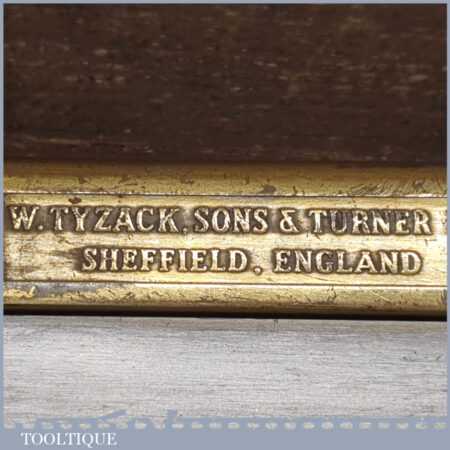 W. TYZACK, SONS & TURNER
SHEFFIELD, ENGLAND
TOOLTIQUE